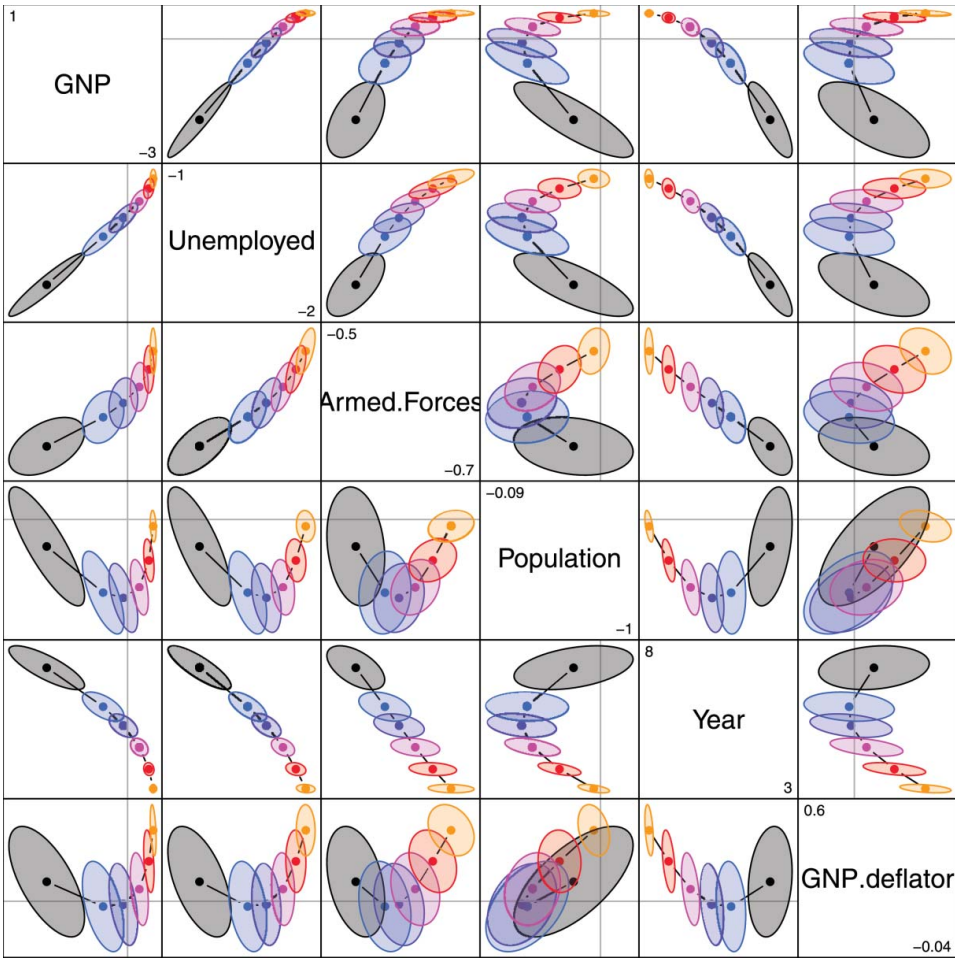 1
GNP
−3
−1
Unemployed
−2
−0.5
Armed.Forces
−0.7
−0.09
Population
−1
8
Year
3
0.6
GNP.deflator
−0.04